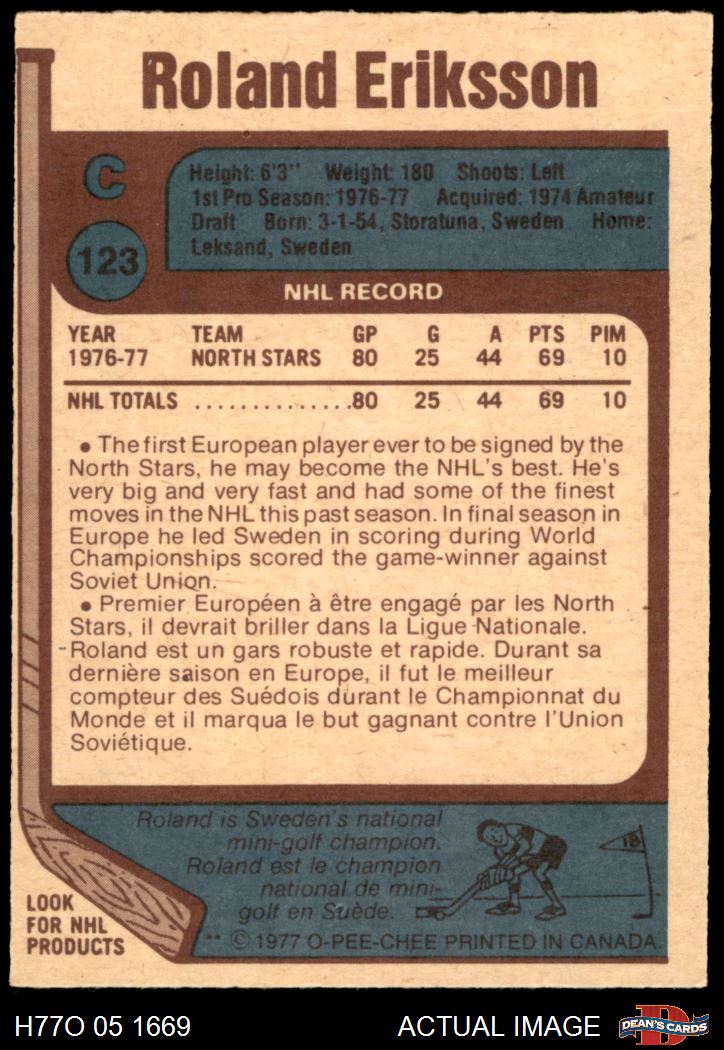 Roland Eriksson
C
Height: 6'3'' Weight: 180 Shoots: Left
1st Pro Season: 1976-77 Acquired: 1974 Amateur
Draft Born: 3-1-54, Storatuna, Sweden Home:
Leksand, Sweden
123
NHL RECORD
YEAR TEAM GP G A PTS PIM
1976-77 NORTH STARS 80 25 44 69 10
NHL TOTALS ...............80 25 44 69 10
● The first European player ever to be signed by the
North Stars, he may become the NHL's best. He's
very big and very fast and had some of the finest
moves in the NHL this past season. In final season in
Europe he led Sweden in scoring during World
Championships scored the game-winner against
Soviet Union.
● Premier Européen à être engagé par les North
Stars, il devrait briller dans la Ligue Nationale.
Roland est un gars robuste et rapide. Durant sa
dernière saison en Europe, il fut le meilleur
compteur des Suédois durant le Championnat du
Monde et il marqua le but gagnant contre l'Union
Soviétique.
Roland is Sweden's national
mini-golf champion.
Roland est le champion
national de mini-
golf en Suède.
18
LOOK
FOR NHL
PRODUCTS
** © 1977 O-PEE-CHEE PRINTED IN CANADA.
H77O 05 1669 ACTUAL IMAGE
D
DEAN'S CARDS